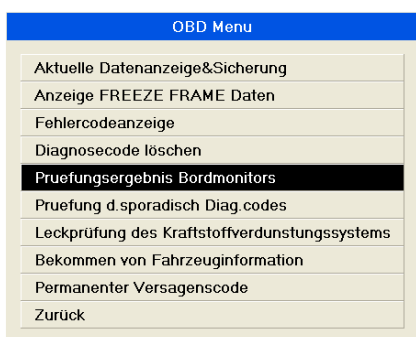 OBD Menu
Aktuelle Datenanzeige&Sicherung
Anzeige FREEZE FRAME Daten
Fehlercodeanzeige
Diagnosecode löschen
Pruefungsergebnis Bordmonitors
Pruefung d.sporadisch Diag.codes
Leckprüfung des Kraftstoffverdunstungssystems
Bekommen von Fahrzeuginformation
Permanenter Versagenscode
Zurück